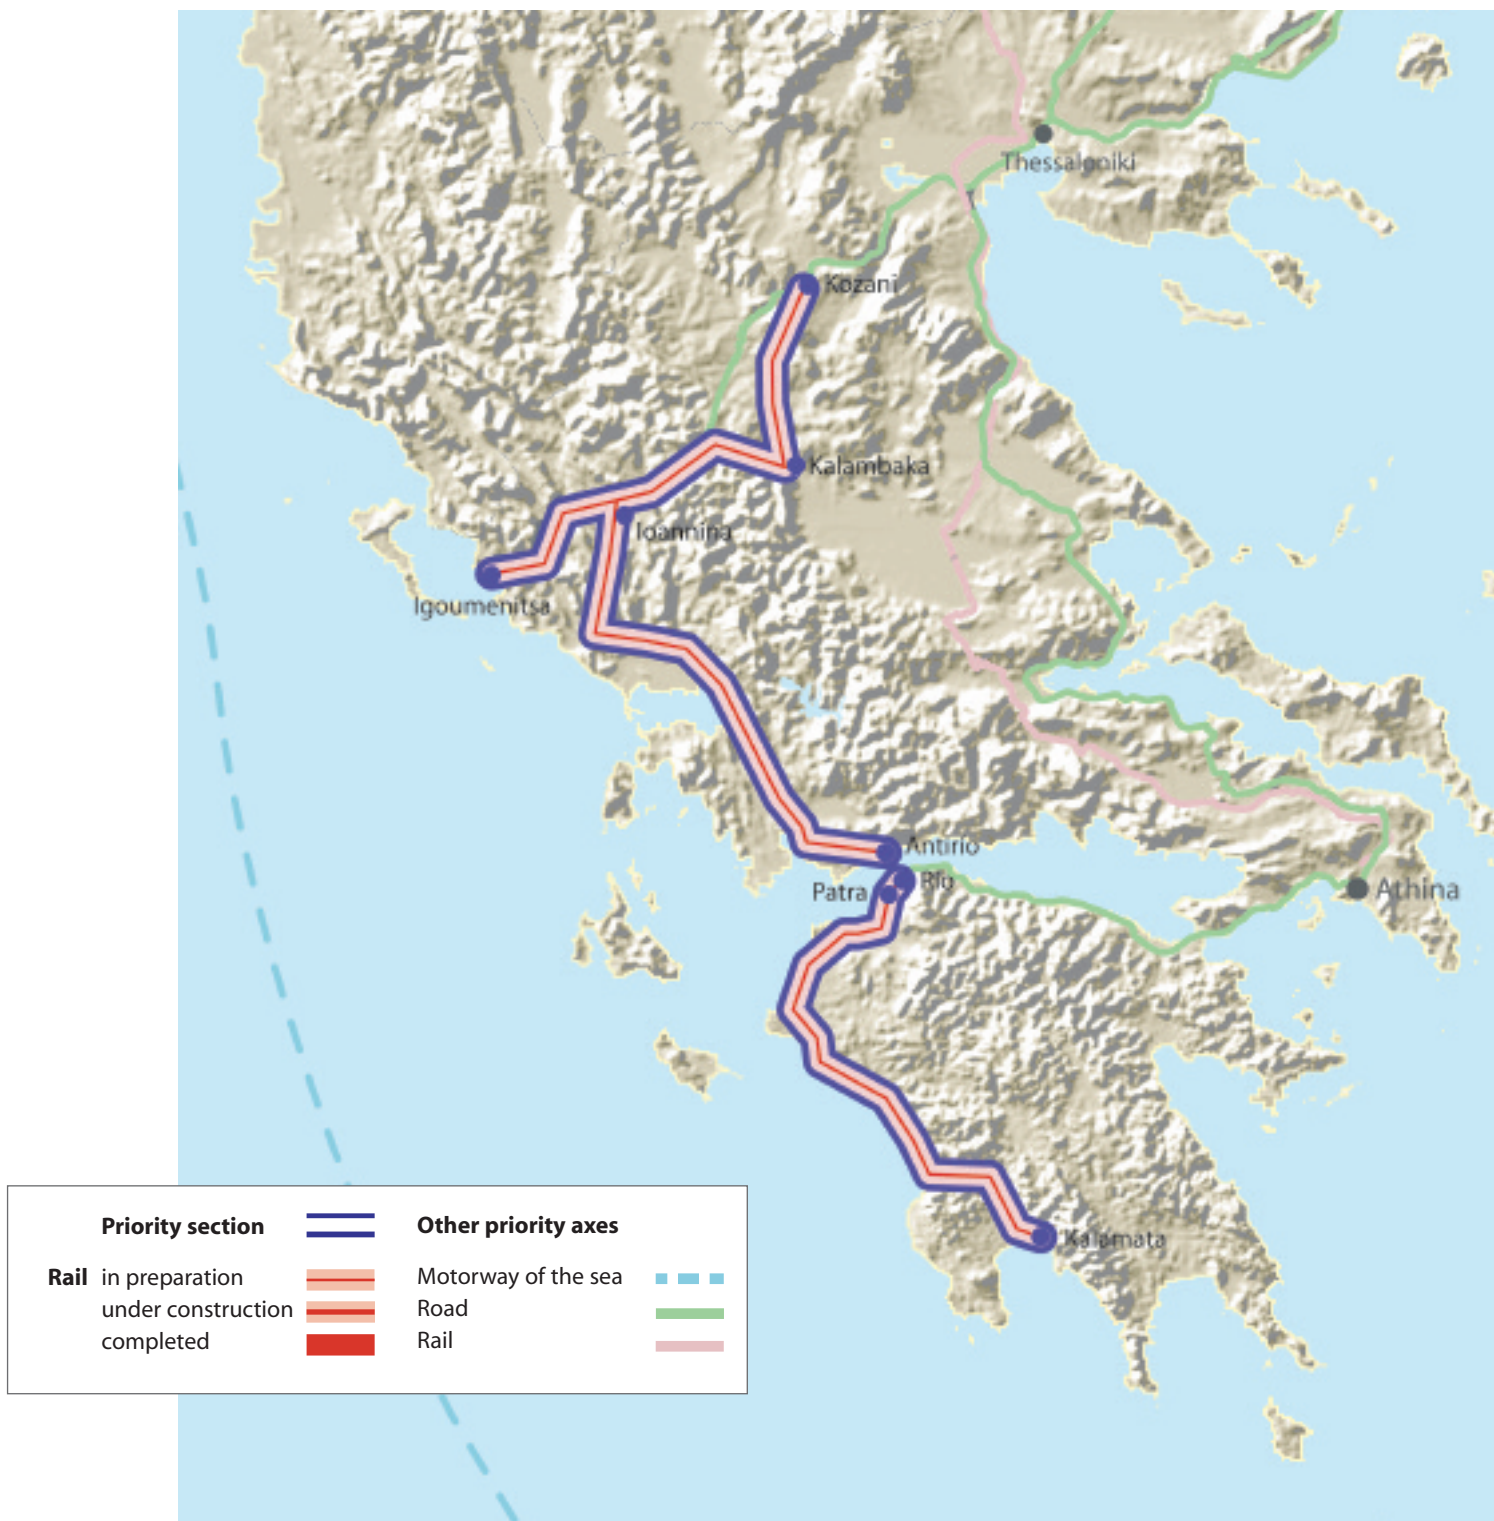 Thessaloniki
Kozani
Kalambaka
Ioannina
Igoumenitsa
Antirio
Rio
Patra
Athina
Kalamata
Priority section
Other priority axes
Rail in preparation
Motorway of the sea
under construction
Road
completed
Rail